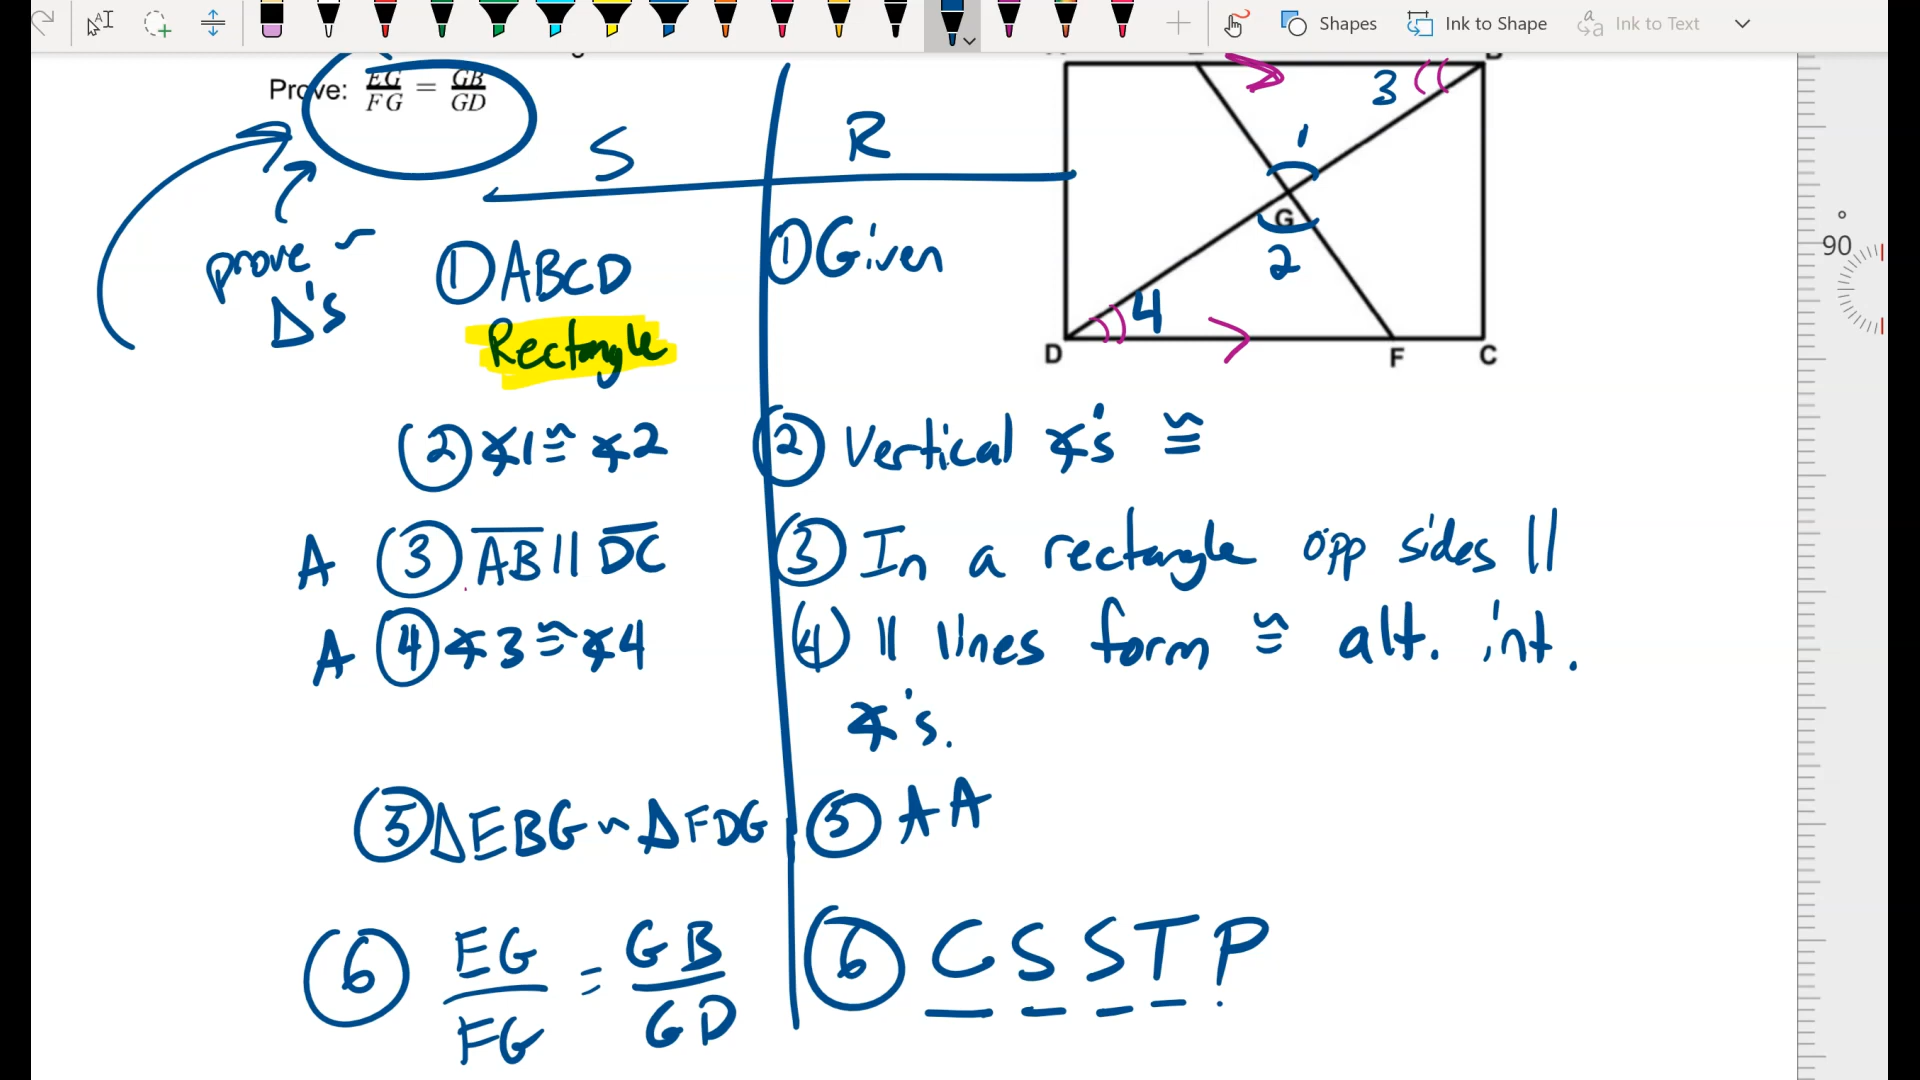 Shapes
Ink to Shape
Ink to Text
Prove: EG/FG = GB/GD
S
R
prove ~
Δ's
① ABCD
Rectangle
① Given
② ∡1 ≅ ∡2
② Vertical ∡'s ≅
A ③ AB || DC
③ In a rectangle opp sides ||
A ④ ∡3 ≅ ∡4
④ || lines form ≅ alt. int.
∡'s.
⑤ ΔEBG ~ ΔFDG
⑤ AA
⑥ EG/FG = GB/GD
⑥ CSSTP
3
1
G
2
4
D
F
C
90